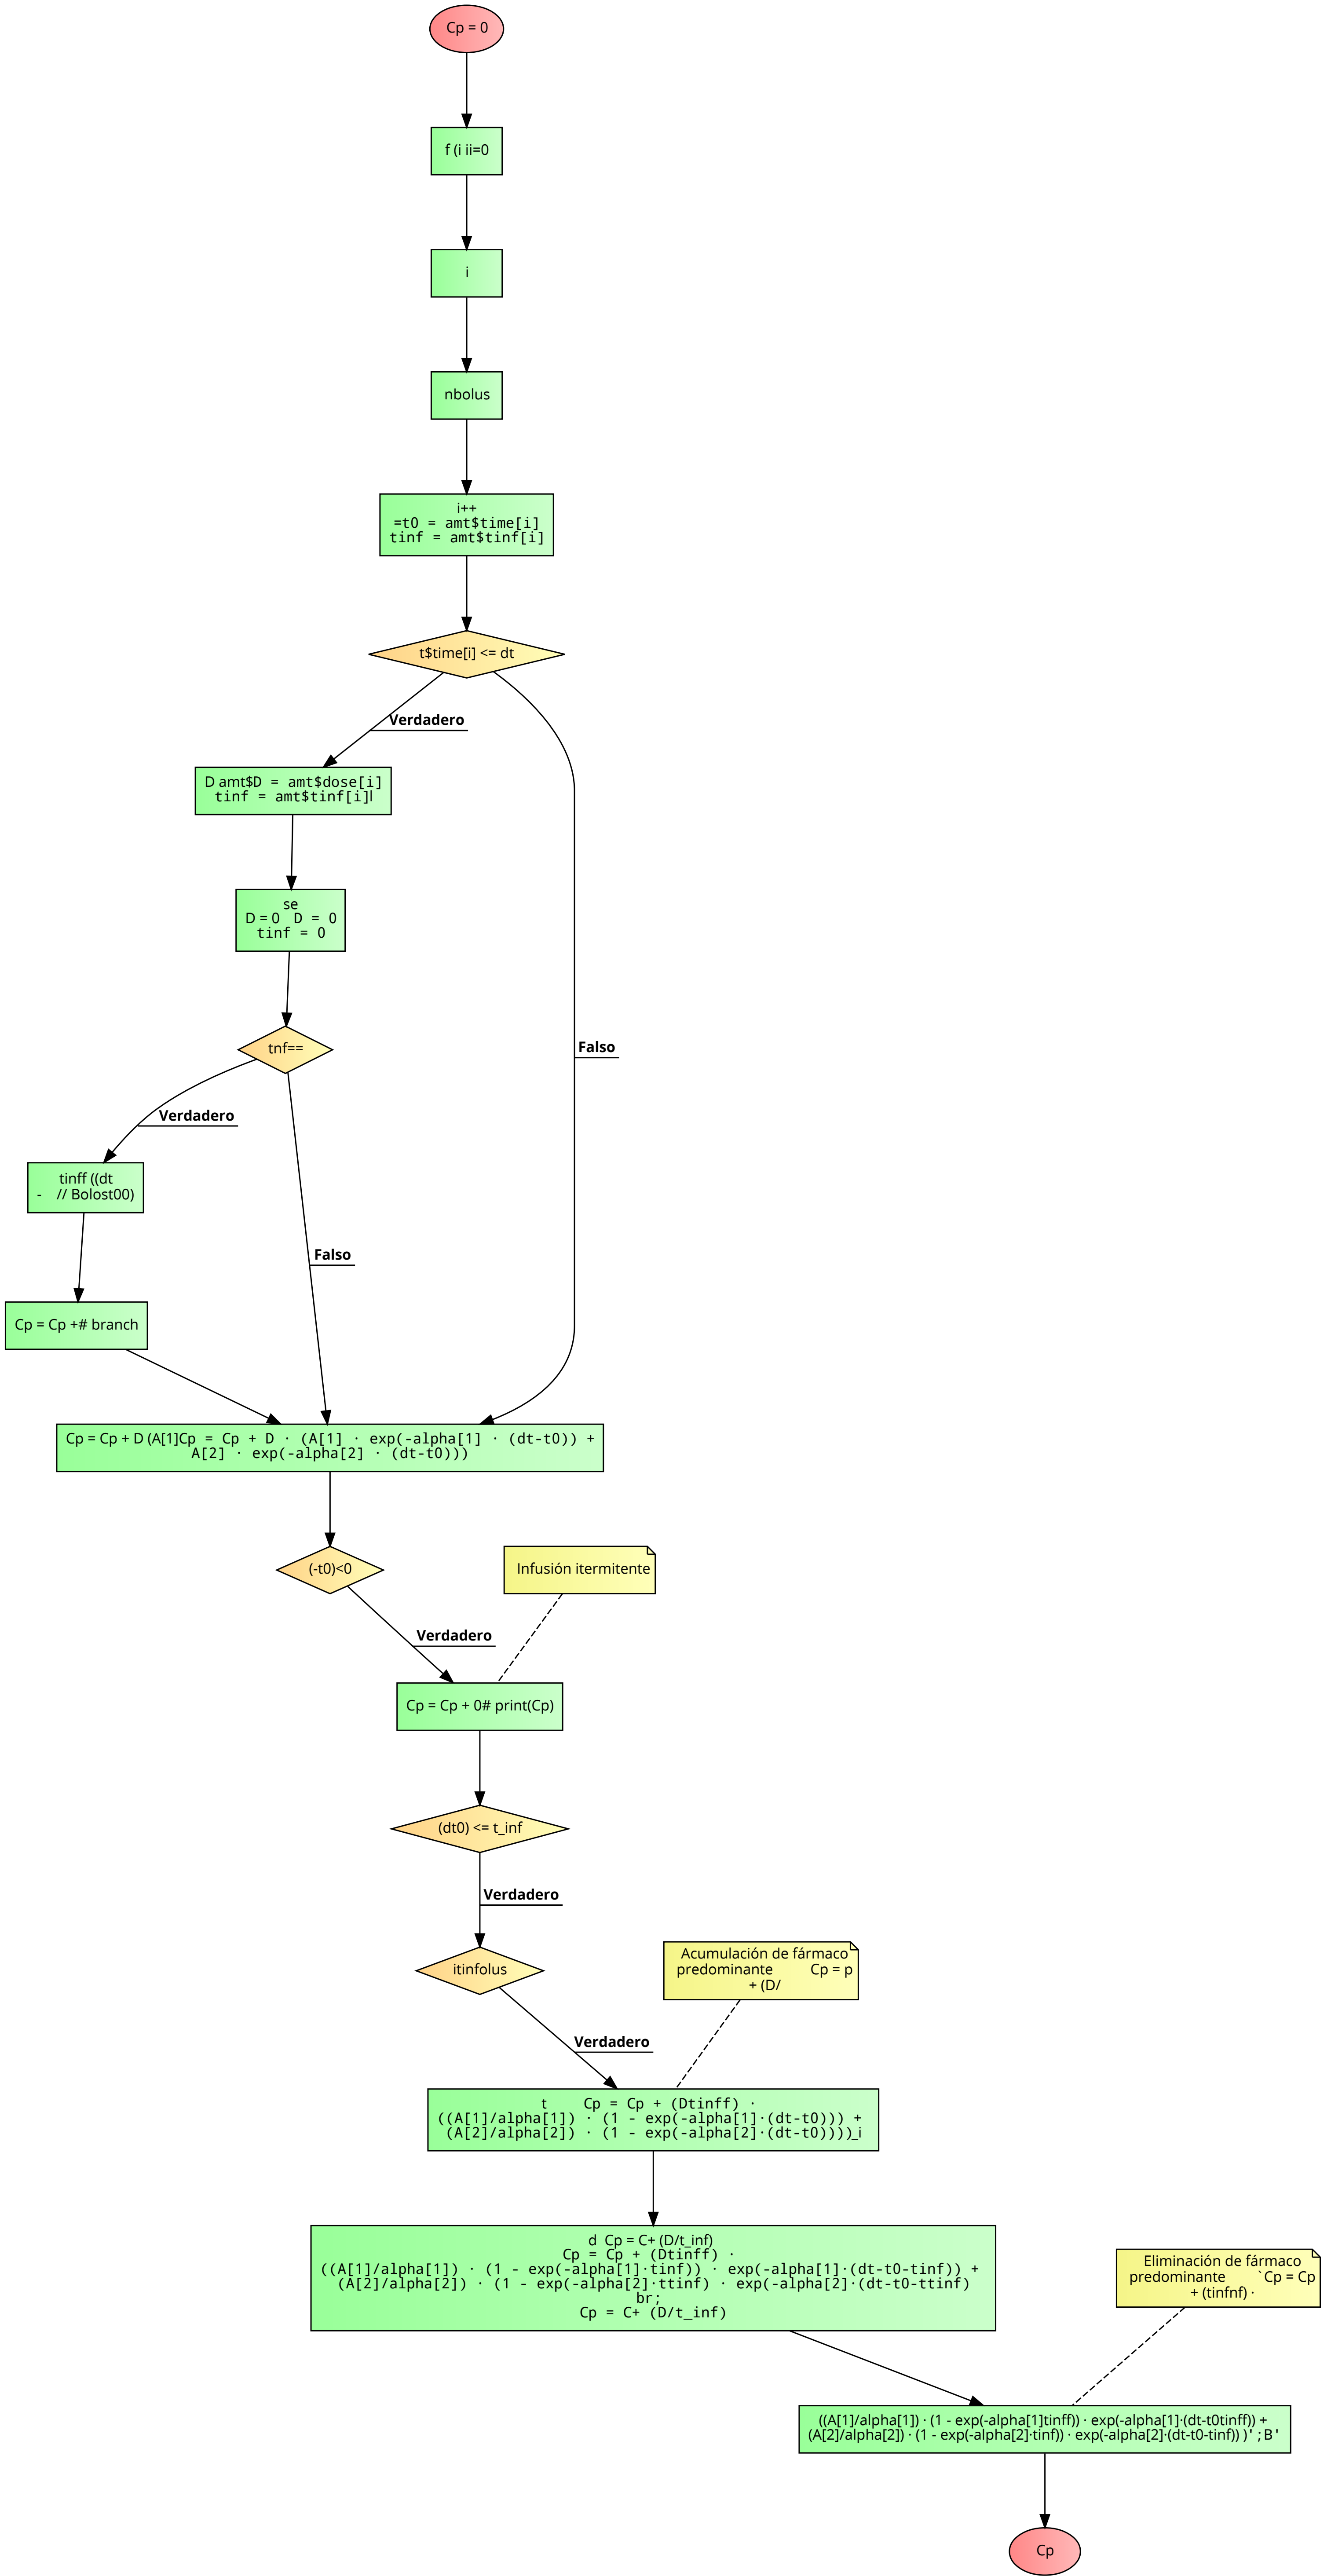 Cp = 0
f (i ii=0
i
nbolus
i++
=t0 = amt$time[i]
tinf = amt$tinf[i]
t$time[i] <= dt
Verdadero
D amt$D = amt$dose[i]
tinf = amt$tinf[i]l
se
D = 0 D = 0
tinf = 0
Falso
tnf==
Verdadero
tinff ((dt
- // Bolost00)
Falso
Cp = Cp +# branch
Cp = Cp + D (A[1]Cp = Cp + D · (A[1] · exp(-alpha[1] · (dt-t0)) +
A[2] · exp(-alpha[2] · (dt-t0)))
(-t0)<0
Infusión itermitente
Verdadero
Cp = Cp + 0# print(Cp)
(dt0) <= t_inf
Verdadero
itinfolus
Acumulación de fármaco
predominante Cp = p
+ (D/
Verdadero
t Cp = Cp + (Dtinff) ·
((A[1]/alpha[1]) · (1 - exp(-alpha[1]·(dt-t0))) +
(A[2]/alpha[2]) · (1 - exp(-alpha[2]·(dt-t0))))_i
d Cp = C+ (D/t_inf)
Cp = Cp + (Dtinff) ·
((A[1]/alpha[1]) · (1 - exp(-alpha[1]·tinf)) · exp(-alpha[1]·(dt-t0-tinf)) +
(A[2]/alpha[2]) · (1 - exp(-alpha[2]·ttinf) · exp(-alpha[2]·(dt-t0-ttinf)
br;
Cp = C+ (D/t_inf)
Eliminación de fármaco
predominante `Cp = Cp
+ (tinfnf) ·
((A[1]/alpha[1]) · (1 - exp(-alpha[1]tinff)) · exp(-alpha[1]·(dt-t0tinff)) +
(A[2]/alpha[2]) · (1 - exp(-alpha[2]·tinf)) · exp(-alpha[2]·(dt-t0-tinf)) )' ; B '
Cp